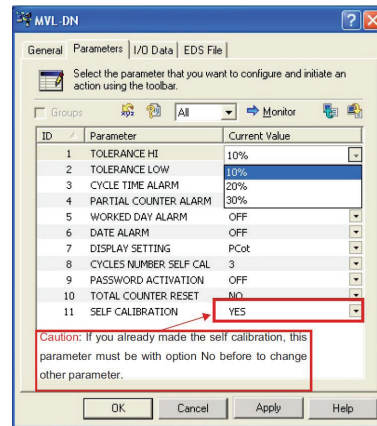 MVL-DN
General Parameters I/O Data EDS File
Select the parameter that you want to configure and initiate an
action using the toolbar.
Groups All Monitor
ID Parameter Current Value
1 TOLERANCE HI 10%
2 TOLERANCE LOW 10%
3 CYCLE TIME ALARM 20%
4 PARTIAL COUNTER ALARM 30%
5 WORKED DAY ALARM OFF
6 DATE ALARM OFF
7 DISPLAY SETTING PCot
8 CYCLES NUMBER SELF CAL 3
9 PASSWORD ACTIVATION OFF
10 TOTAL COUNTER RESET NO
11 SELF CALIBRATION YES
Caution: If you already made the self calibration, this
parameter must be with option No before to change
other parameter.
OK Cancel Apply Help